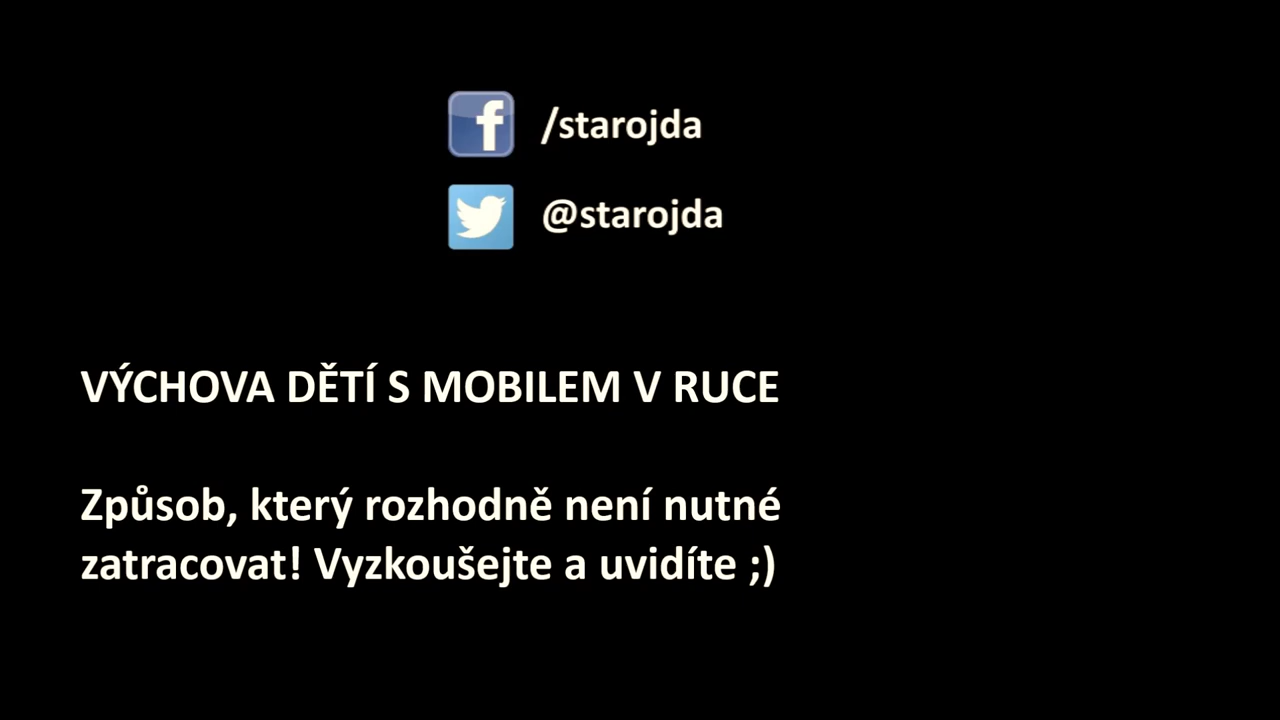 /starojda
@starojda
VÝCHOVA DĚTÍ S MOBILEM V RUCE
Způsob, který rozhodně není nutné
zatracovat! Vyzkoušejte a uvidíte ;)